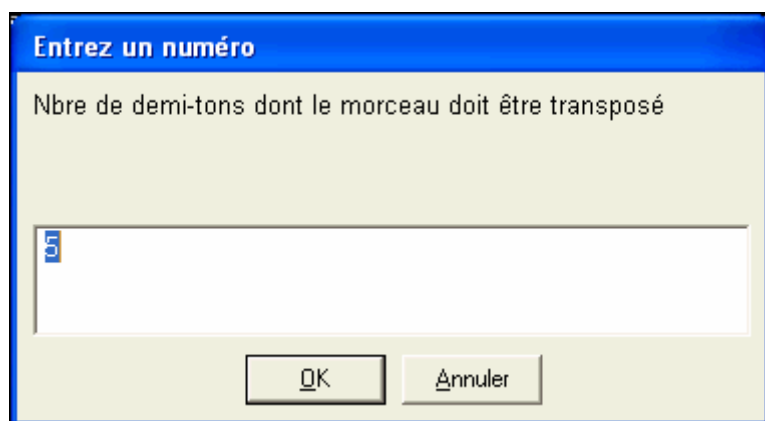 Entrez un numéro
Nbre de demi-tons dont le morceau doit être transposé
5
OK
Annuler